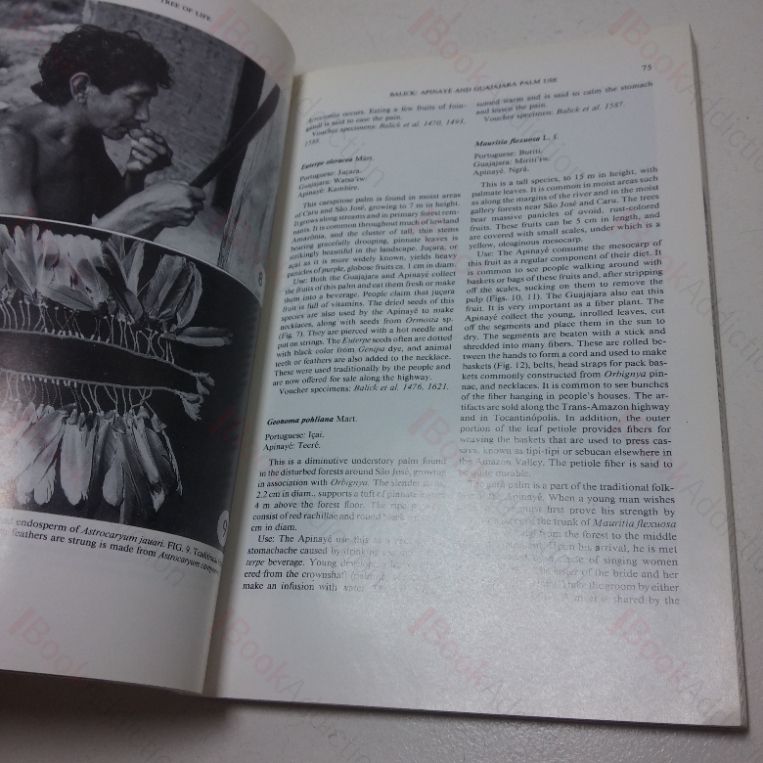 TREE OF LIFE
endosperm of Astrocaryum jauari. FIG. 9.
feathers are strung is made from Astrocaryum
BALICK: APINAYÉ AND GUAJAJARA PALM USE
75
occurs. Eating a few fruits of
is said to ease the pain.
Voucher specimens: Balick et al. 1470, 1493,
1588.
Euterpe oleracea Mart.
Portuguese: Juçara.
Guajajara:
Apinayé:
This caespitose palm is found in moist areas
of Caru and São José, growing to 7 m in height.
It grows along streams and in primary forest rem-
nants. It is common throughout much of lowland
Amazônia, and the cluster of tall, thin stems
bearing gracefully drooping, pinnate leaves is
strikingly beautiful in the landscape. Juçara, or
açaí as it is more widely known, yields heavy
panicles of purple, globose fruits ca. 1 cm in diam.
Use: Both the Guajajara and Apinayé collect
the fruits of this palm and eat them fresh or make
them into a beverage. People claim that juçara
fruit is full of vitamins. The dried seeds of this
species are also used by the Apinayé to make
necklaces, along with seeds from Ormosia sp.
(Fig. 7). They are pierced with a hot needle and
put on strings. The Euterpe seeds often are dotted
with black color from Genipa dye, and animal
teeth or feathers are also added to the necklace.
These were used traditionally by the people and
are now offered for sale along the highway.
Voucher specimens: Balick et al. 1476, 1621.
Geonoma pohliana Mart.
Portuguese: Içai.
Apinayé: Tecrê.
This is a diminutive understory palm found
in the disturbed forests around São José, growing
in association with Orbignya. The slender
2.2 cm in diam., supports a tuft of pinnate
4 m above the forest floor. The ripe
consist of red rachillae and round black
cm in diam.
Use: The Apinayé use this as a
stomachache caused by drinking
terpe beverage. Young
ered from the crownshaft
make an infusion with water
sumed warm and is said to calm the stomach
and lessen the pain.
Voucher specimens: Balick et al. 1587.
Mauritia flexuosa L. f.
Portuguese: Buriti.
Guajajara:
Apinayé:
This is a tall species, to 15 m in height, with
palmate leaves. It is common in moist areas such
as along the margins of the river and in the moist
gallery forests near São José and Caru. The trees
bear massive panicles of ovoid, rust-colored
fruits. These fruits can be 5 cm in length, and
are covered with small scales, under which is a
yellow, oleaginous mesocarp.
Use: The Apinayé consume the mesocarp of
this fruit as a regular component of their diet. It
is common to see people walking around with
baskets or bags of these fruits and, after stripping
off the scales, sucking on them to remove the
pulp (Figs. 10, 11). The Guajajara also eat this
fruit. It is very important as a fiber plant. The
Apinayé collect the young, inrolled leaves, cut
off the segments and place them in the sun to
dry. The segments are beaten with a stick and
shredded into many fibers. These are rolled be-
tween the hands to form a cord and used to make
baskets (Fig. 12), belts, head straps for pack bas-
kets commonly constructed from Orbignya pin-
nae, and necklaces. It is common to see bunches
of the fiber hanging in people's houses. The ar-
tifacts are sold along the Trans-Amazon highway
and in Tocantinópolis. In addition, the outer
portion of the leaf petiole provides fibers for
weaving the baskets that are used to press cas-
sava, known as tipi-tipi or sebucan elsewhere in
the Amazon Valley. The petiole fiber is said to
durable.
palm is a part of the traditional folk-
Apinayé. When a young man wishes
first prove his strength by
the trunk of Mauritia flexuosa
from the forest to the middle
upon his arrival, he is met
of singing women
of the bride and her
the groom by either
is shared by the
BookAddiction